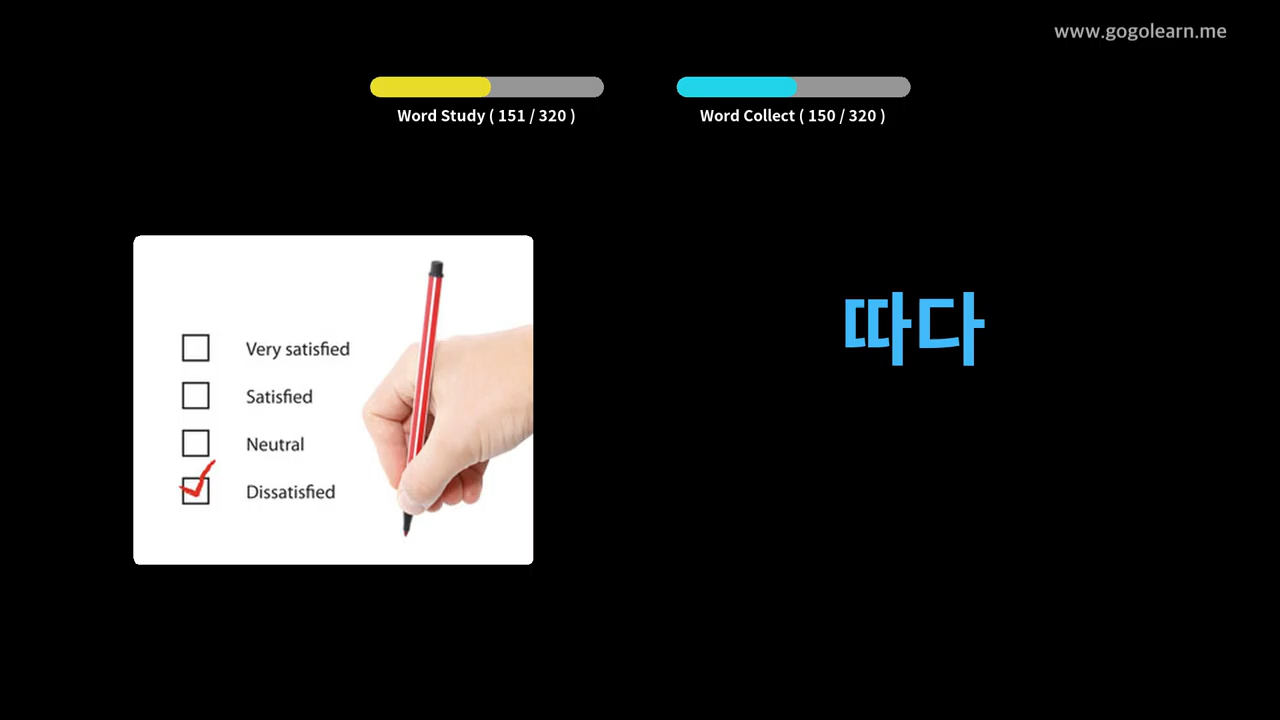 www.gogolearn.me
Word Study ( 151 / 320 )
Word Collect ( 150 / 320 )
Very satisfied
Satisfied
Neutral
Dissatisfied
따다